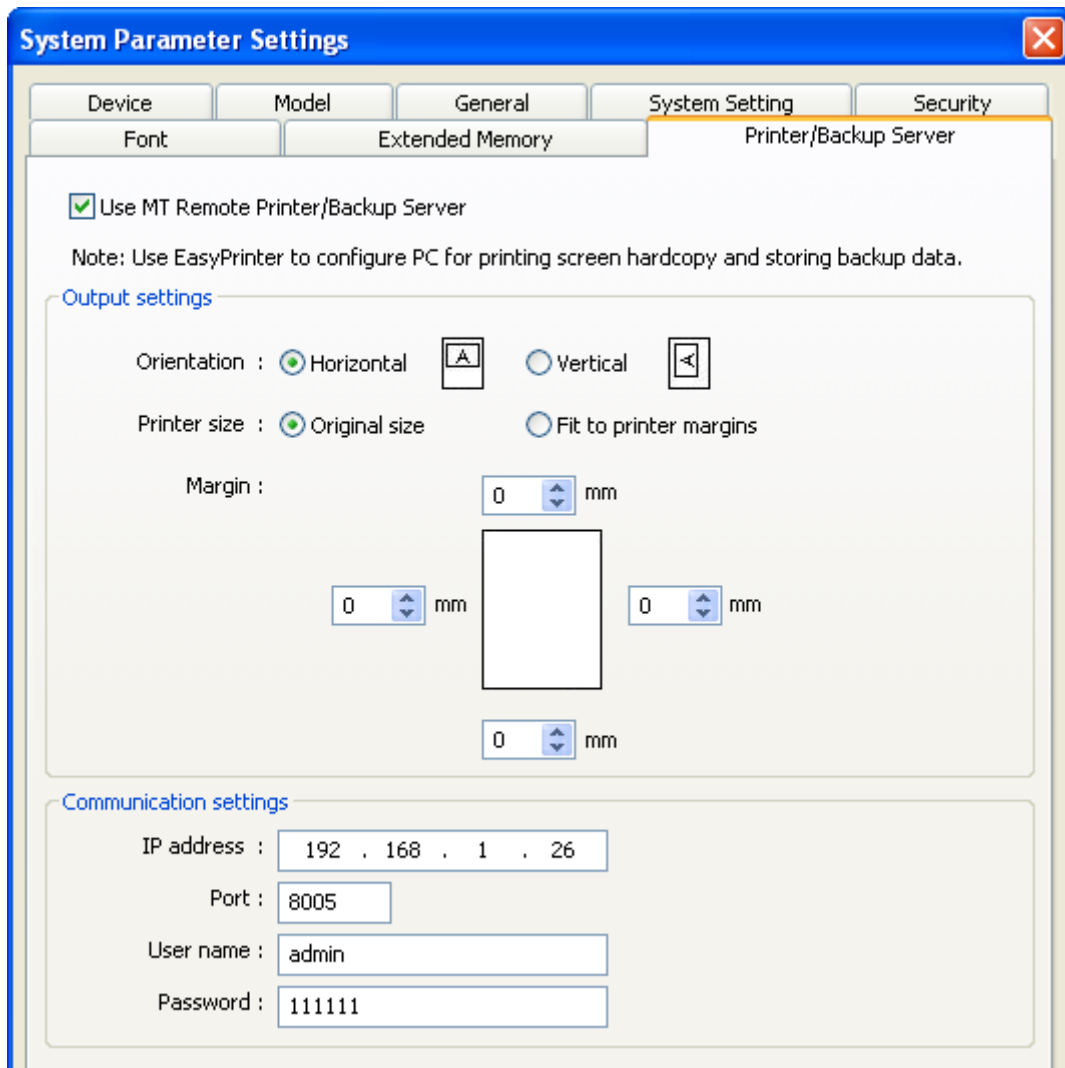 System Parameter Settings
Device Model General System Setting Security
Font Extended Memory Printer/Backup Server
Use MT Remote Printer/Backup Server
Note: Use EasyPrinter to configure PC for printing screen hardcopy and storing backup data.
Output settings
Orientation : Horizontal A Vertical A
Printer size : Original size Fit to printer margins
Margin : 0 mm
0 mm 0 mm
0 mm
Communication settings
IP address : 192 . 168 . 1 . 26
Port : 8005
User name : admin
Password : 111111